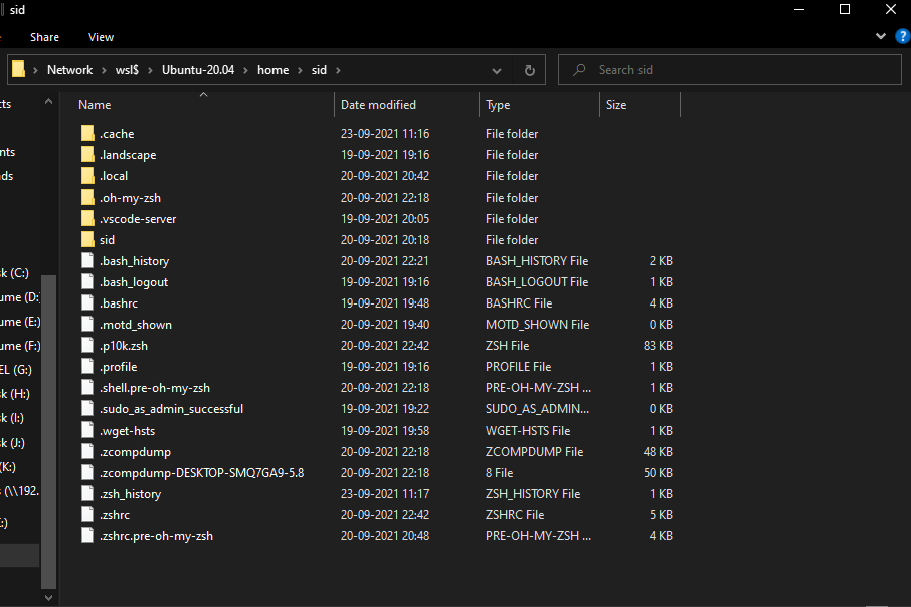 sid
Share View
Network wsl$ Ubuntu-20.04 home sid Search sid
Name Date modified Type Size
.cache 23-09-2021 11:16 File folder
.landscape 19-09-2021 19:16 File folder
.local 20-09-2021 20:42 File folder
.oh-my-zsh 20-09-2021 22:18 File folder
.vscode-server 19-09-2021 20:05 File folder
sid 20-09-2021 20:18 File folder
.bash_history 20-09-2021 22:21 BASH_HISTORY File 2 KB
.bash_logout 19-09-2021 19:16 BASH_LOGOUT File 1 KB
.bashrc 19-09-2021 19:48 BASHRC File 4 KB
.motd_shown 20-09-2021 19:40 MOTD_SHOWN File 0 KB
.p10k.zsh 20-09-2021 22:42 ZSH File 83 KB
.profile 19-09-2021 19:16 PROFILE File 1 KB
.shell.pre-oh-my-zsh 20-09-2021 22:18 PRE-OH-MY-ZSH ... 1 KB
.sudo_as_admin_successful 19-09-2021 19:22 SUDO_AS_ADMIN... 0 KB
.wget-hsts 19-09-2021 19:58 WGET-HSTS File 1 KB
.zcompdump 20-09-2021 22:18 ZCOMPDUMP File 48 KB
.zcompdump-DESKTOP-SMQ7GA9-5.8 20-09-2021 22:18 8 File 50 KB
.zsh_history 23-09-2021 11:17 ZSH_HISTORY File 1 KB
.zshrc 20-09-2021 22:42 ZSHRC File 5 KB
.zshrc.pre-oh-my-zsh 20-09-2021 20:48 PRE-OH-MY-ZSH ... 4 KB
cts
nts
ds
k (C:)
ume (D:
ume (E:)
ume (F:)
EL (G:)
k (H:)
k (I:)
k (J:)
(K:)
s (\\192.
:)